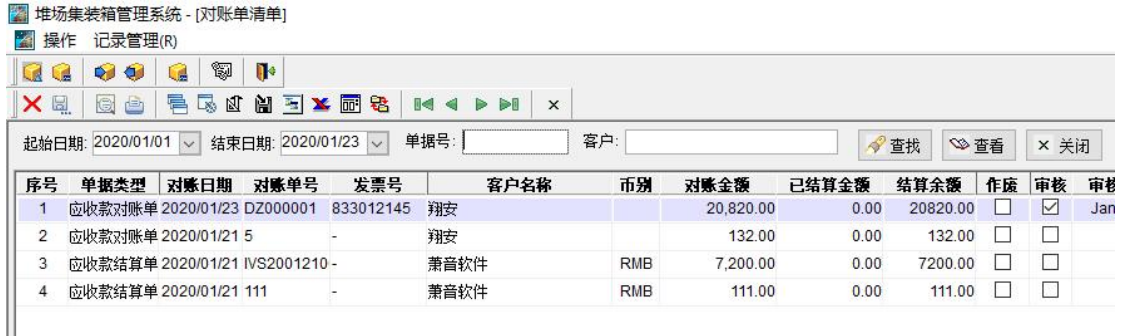 堆场集装箱管理系统 - [对账单清单]
操作 记录管理(R)
起始日期: 2020/01/01 结束日期: 2020/01/23 单据号: 客户: 查找 查看 关闭
序号 单据类型 对账日期 对账单号 发票号 客户名称 币别 对账金额 已结算金额 结算余额 作废 审核 审核
1 应收款对账单 2020/01/23 DZ000001 833012145 翔安 20,820.00 0.00 20820.00 Jan
2 应收款对账单 2020/01/21 5 - 翔安 132.00 0.00 132.00
3 应收款结算单 2020/01/21 IVS2001210 - 萧音软件 RMB 7,200.00 0.00 7200.00
4 应收款结算单 2020/01/21 111 - 萧音软件 RMB 111.00 0.00 111.00